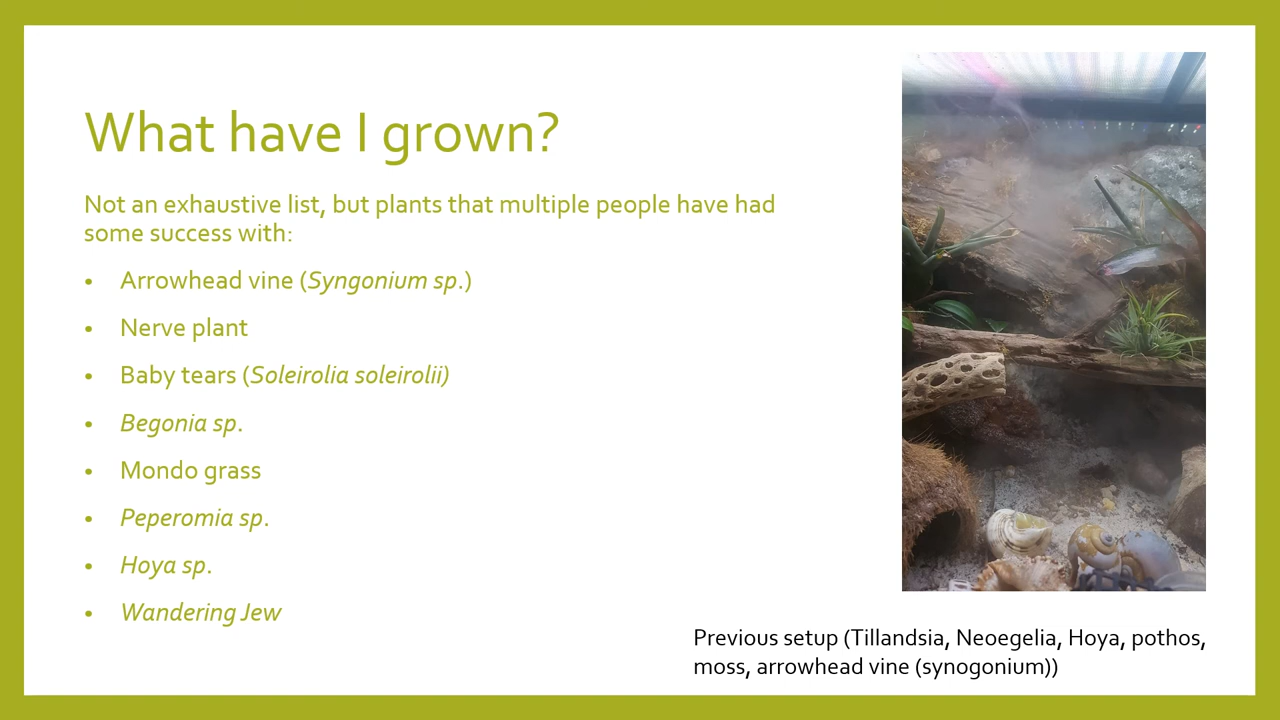 What have I grown?
Not an exhaustive list, but plants that multiple people have had
some success with:
• Arrowhead vine (Syngonium sp.)
• Nerve plant
• Baby tears (Soleirolia soleirolii)
• Begonia sp.
• Mondo grass
• Peperomia sp.
• Hoya sp.
• Wandering Jew
Previous setup (Tillandsia, Neoegelia, Hoya, pothos,
moss, arrowhead vine (synogonium))